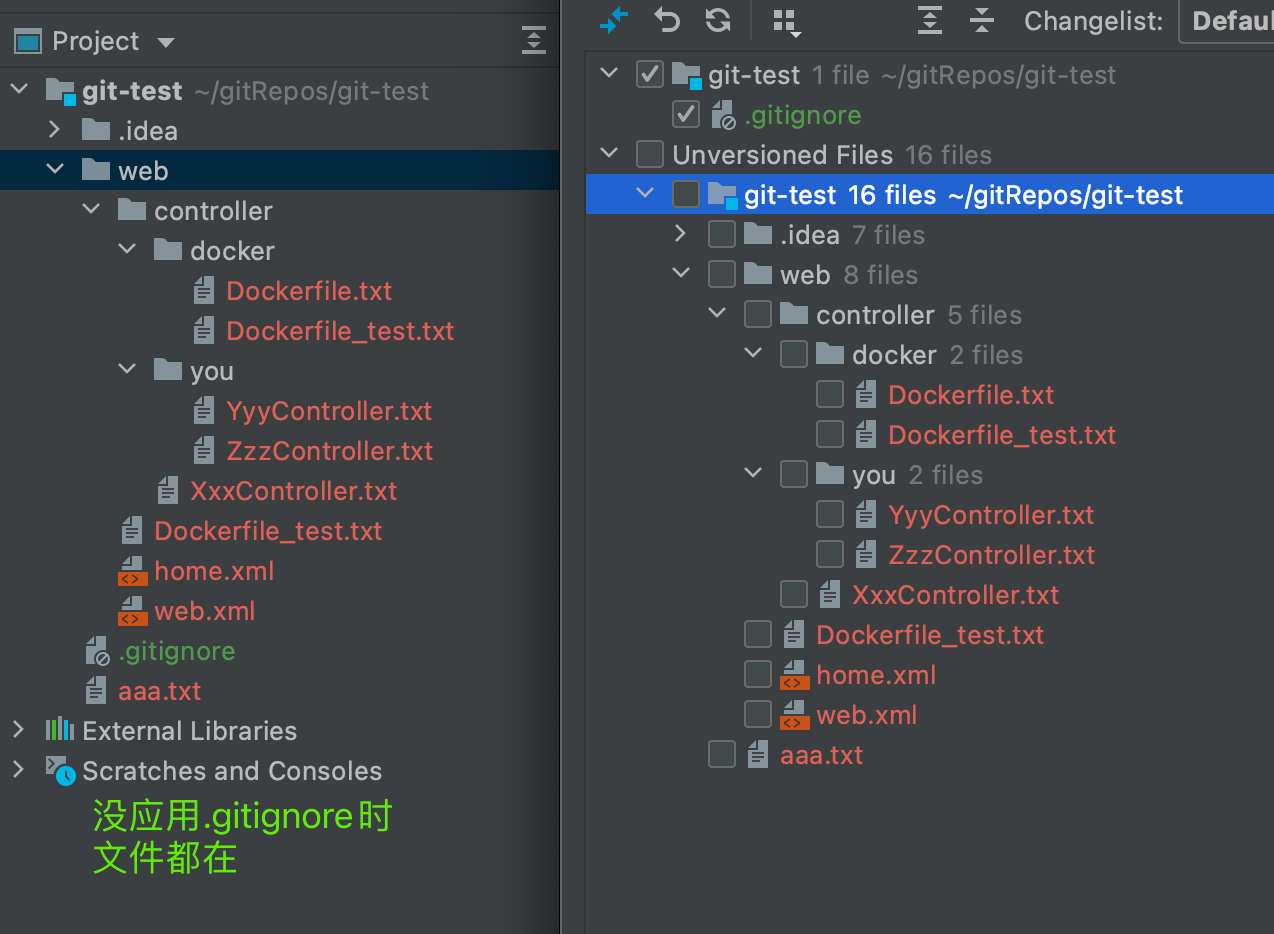 Project
git-test ~/gitRepos/git-test
.idea
web
controller
docker
Dockerfile.txt
Dockerfile_test.txt
you
YyyController.txt
ZzzController.txt
XxxController.txt
Dockerfile_test.txt
home.xml
web.xml
.gitignore
aaa.txt
External Libraries
Scratches and Consoles
没应用.gitignore时
文件都在
Changelist: Defaul
git-test 1 file ~/gitRepos/git-test
.gitignore
Unversioned Files 16 files
git-test 16 files ~/gitRepos/git-test
.idea 7 files
web 8 files
controller 5 files
docker 2 files
Dockerfile.txt
Dockerfile_test.txt
you 2 files
YyyController.txt
ZzzController.txt
XxxController.txt
Dockerfile_test.txt
home.xml
web.xml
aaa.txt